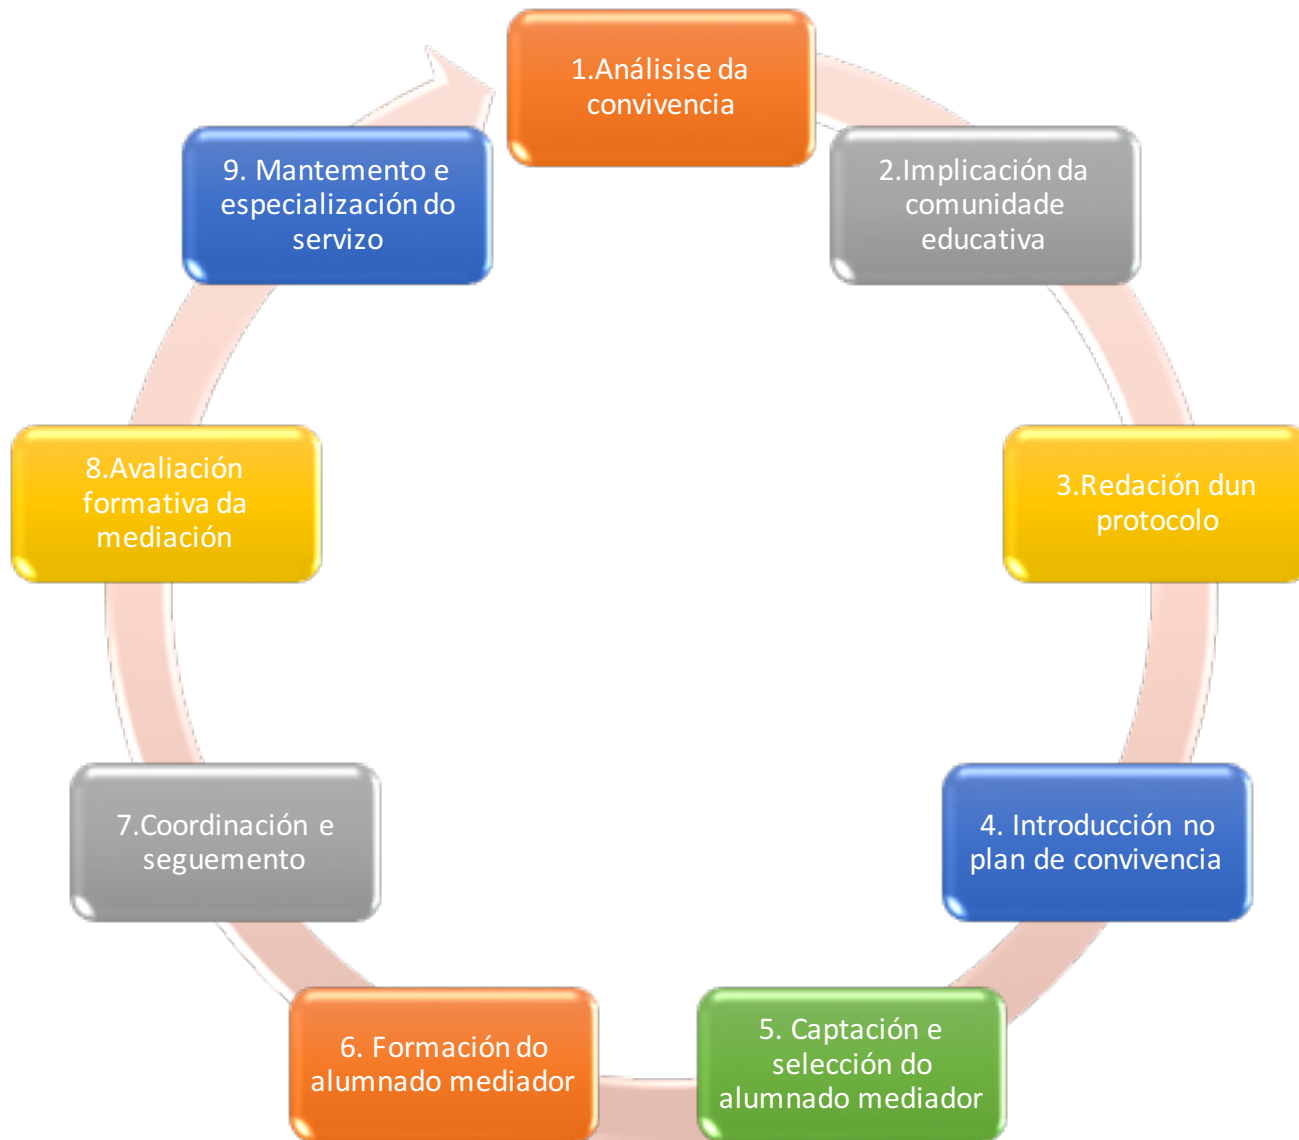 1.Análisise da
convivencia
2.Implicación da
comunidade
educativa
3.Redación dun
protocolo
4. Introducción no
plan de convivencia
5. Captación e
selección do
alumnado mediador
6. Formación do
alumnado mediador
7.Coordinación e
seguemento
8.Avaliación
formativa da
mediación
9. Mantemento e
especialización do
servizo